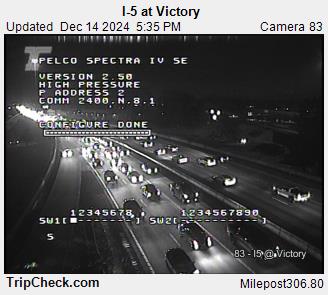 I-5 at Victory
Updated Dec 14 2024 5:35 PM Camera 83
PELCO SPECTRA IV SE
VERSION 2.50
HIGH PRESSURE
P ADDRESS 2
COMM 2400.N.8.1
CONFIGURE DONE
12345678 1234567890
SW1[ SW2[
S
83 - I5 @ Victory
TripCheck.com Milepost306.80